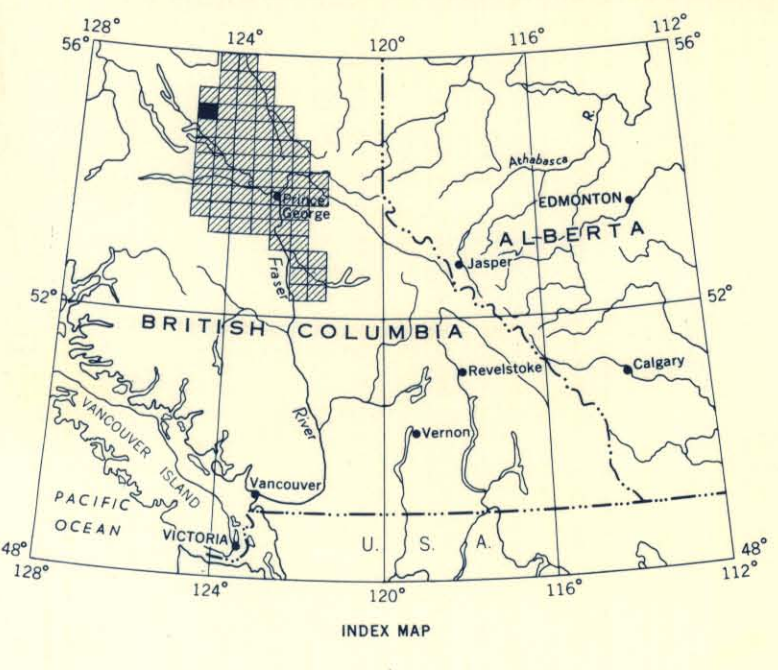 128°
124°
120°
116°
112°
56°
56°
R.
Athabasca
EDMONTON
Prince
George
ALBERTA
Jasper
Fraser
52°
52°
BRITISH COLUMBIA
Revelstoke
Calgary
VANCOUVER ISLAND
River
Vernon
Vancouver
PACIFIC
OCEAN
VICTORIA
U. S. A.
48°
48°
128°
124°
120°
116°
112°
INDEX MAP